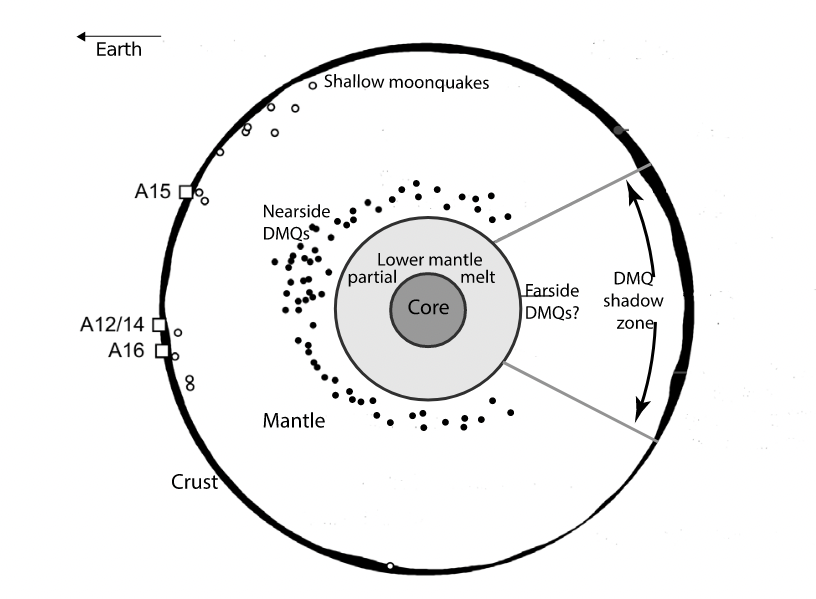 Earth
Shallow moonquakes
A15
Nearside
DMQs
Lower mantle
partial melt
Core
Farside
DMQs?
DMQ
shadow
zone
A12/14
A16
Mantle
Crust